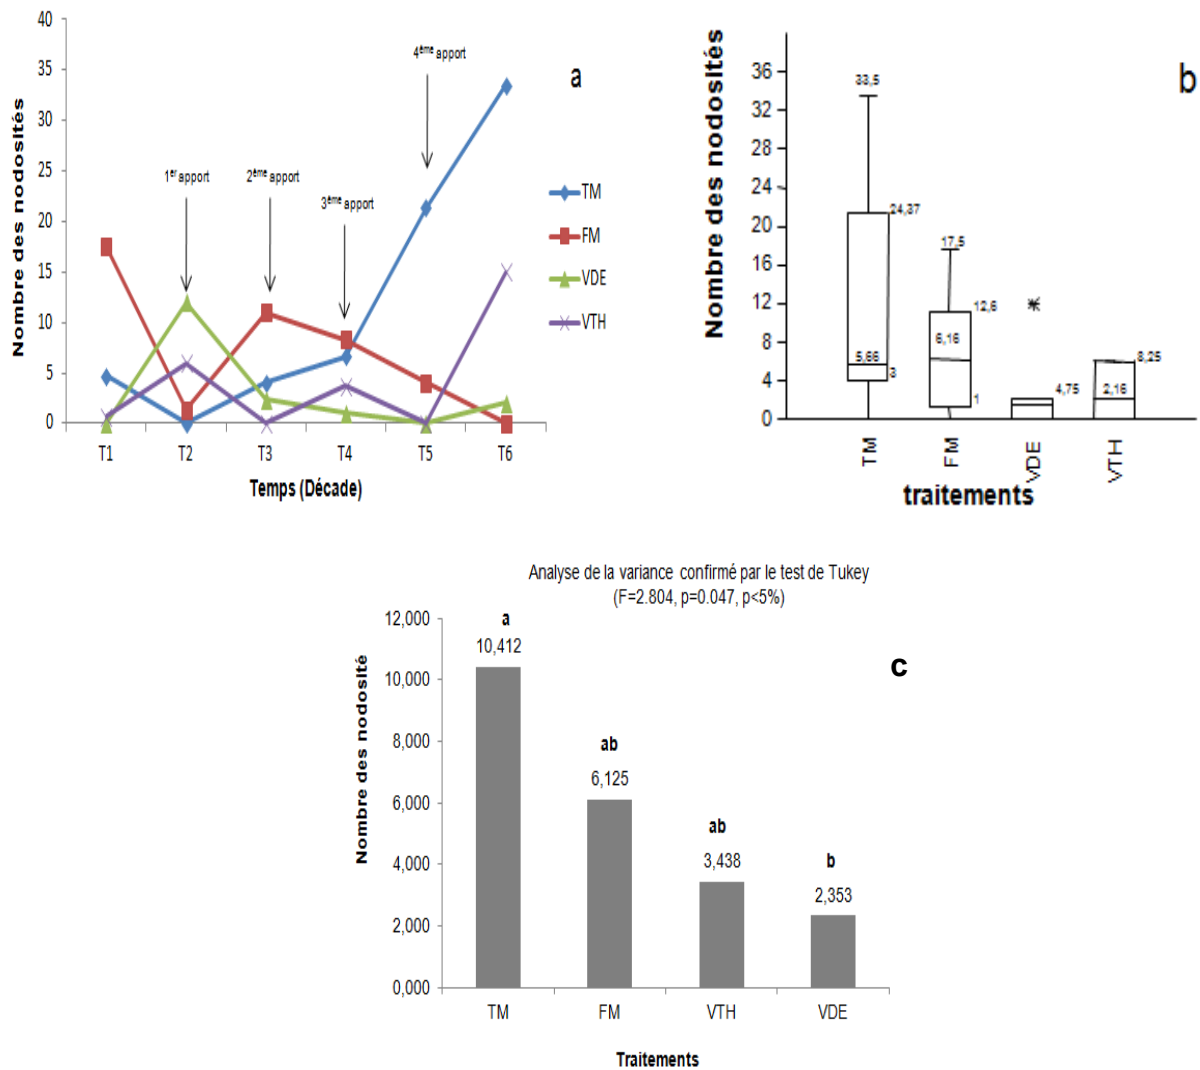 40
35
30
25
20
15
10
5
0
Nombre des nodosités
1er apport
2ème apport
3ème apport
4ème apport
a
TM
FM
VDE
VTH
T1 T2 T3 T4 T5 T6
Temps (Décade)
36
32
28
24
20
16
12
8
4
0
Nombre des nodosités
b
33,5
24,37
5,66
3
17,5
12,6
6,16
1
4,75
8,25
2,16
TM FM VDE VTH
traitements
Analyse de la variance confirmé par le test de Tukey
(F=2.804, p=0.047, p<5%)
12,000
10,000
8,000
6,000
4,000
2,000
0,000
Nombre des nodosité
c
a
10,412
ab
6,125
ab
3,438
b
2,353
TM FM VTH VDE
Traitements